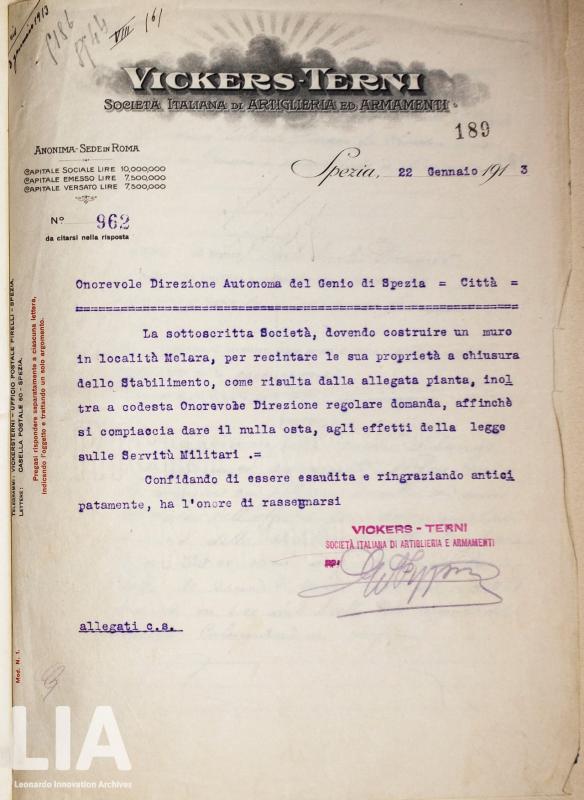 gennaio 1913
VIII
VICKERS-TERNI
SOCIETÀ ITALIANA DI ARTIGLIERIA ED ARMAMENTI
189
ANONIMA-SEDE IN ROMA
CAPITALE SOCIALE LIRE 10,000,000
CAPITALE EMESSO LIRE 7,500,000
CAPITALE VERSATO LIRE 7,500,000
Spezia, 22 Gennaio 1913
N° 962
da citarsi nella risposta
Onorevole Direzione Autonoma del Genio di Spezia = Città =
La sottoscritta Società, dovendo costruire un muro
in località Melara, per recintare le sua proprietà a chiusura
dello Stabilimento, come risulta dalla allegata pianta, inol
tra a codesta Onorevole Direzione regolare domanda, affinchè
si compiaccia dare il nulla osta, agli effetti della legge
sulle Servitù Militari .=
Confidando di essere esaudita e ringraziando antici
patamente, ha l'onore di rassegnarsi
VICKERS - TERNI
SOCIETÀ ITALIANA DI ARTIGLIERIA E ARMAMENTI
pp.
allegati c.s.
TELEGRAMMI: VICKERSTERNI - UFFICIO POSTALE PIRELLI - SPEZIA.
LETTERE: CASELLA POSTALE 60 - SPEZIA.
Pregasi rispondere separatamente a ciascuna lettera,
indicando l'oggetto e trattando un solo argomento.
Mod. N. 1.
LIA
Leonardo Innovation Archives